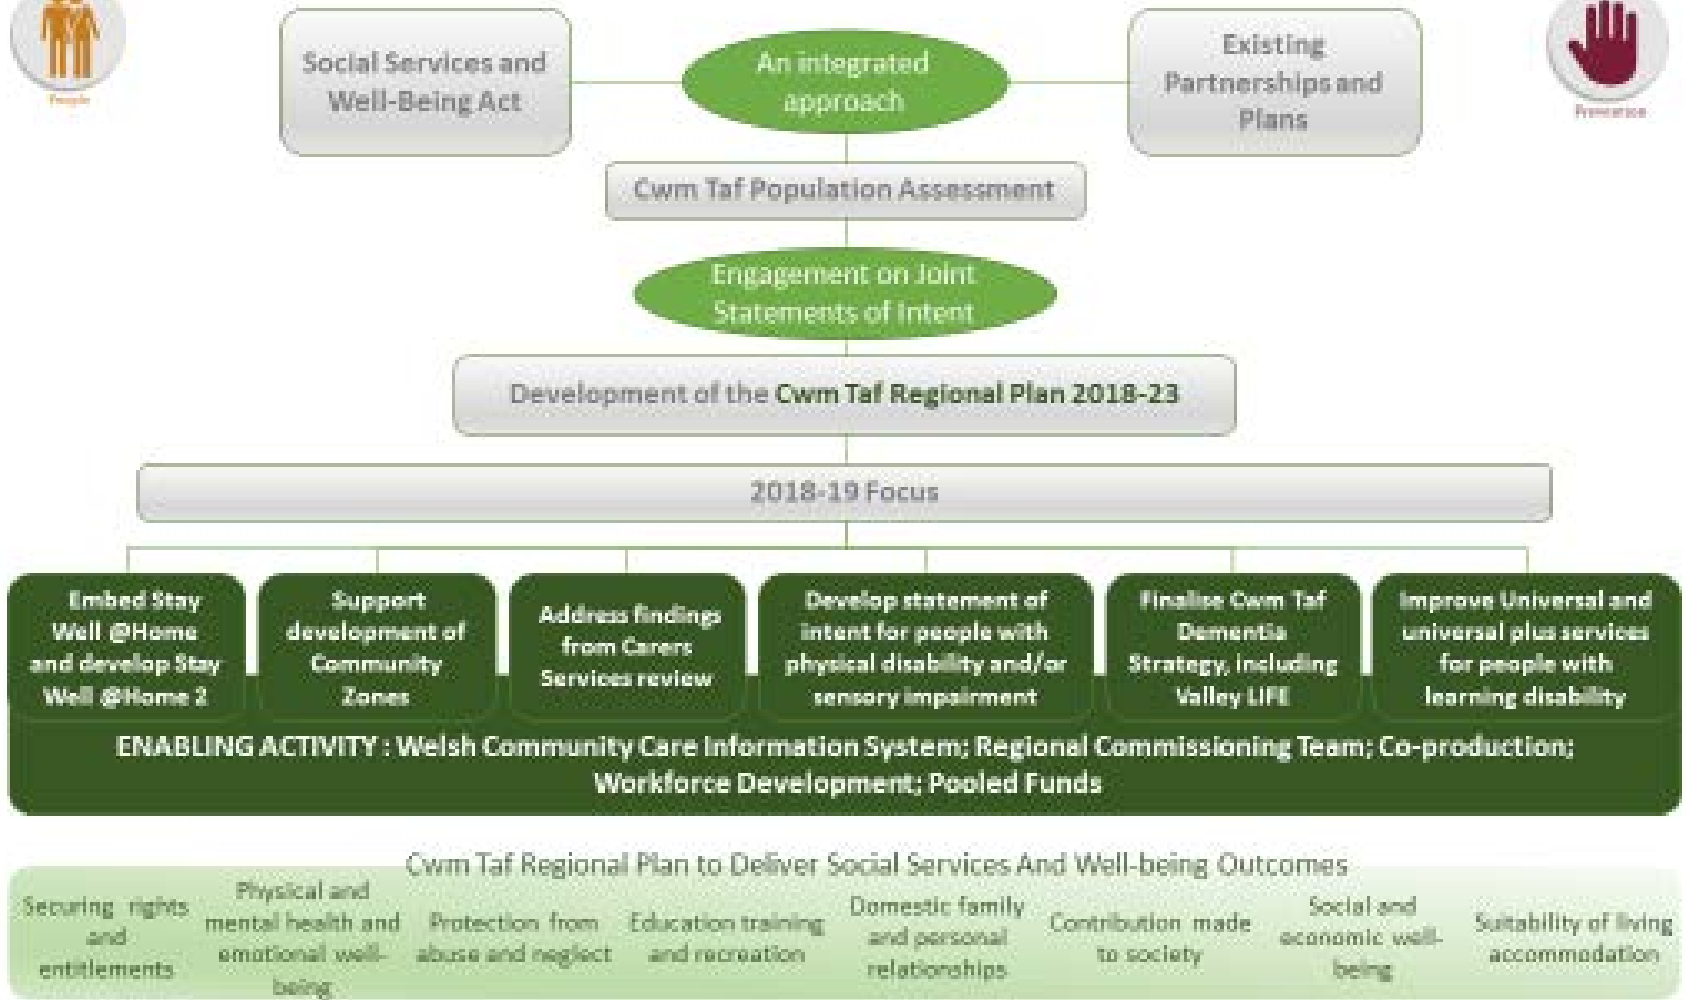 People
Social Services and
Well-Being Act
An integrated
approach
Existing
Partnerships and
Plans
Prevention
Cwm Taf Population Assessment
Engagement on Joint
Statements of Intent
Development of the Cwm Taf Regional Plan 2018-23
2018-19 Focus
Embed Stay
Well @Home
and develop Stay
Well @Home 2
Support
development of
Community
Zones
Address findings
from Carers
Services review
Develop statement of
intent for people with
physical disability and/or
sensory impairment
Finalise Cwm Taf
Dementia
Strategy, including
Valley LIFE
Improve Universal and
universal plus services
for people with
learning disability
ENABLING ACTIVITY : Welsh Community Care Information System; Regional Commissioning Team; Co-production;
Workforce Development; Pooled Funds
Cwm Taf Regional Plan to Deliver Social Services And Well-being Outcomes
Securing rights
and
entitlements
Physical and
mental health and
emotional well-
being
Protection from
abuse and neglect
Education training
and recreation
Domestic family
and personal
relationships
Contribution made
to society
Social and
economic well-
being
Suitability of living
accommodation